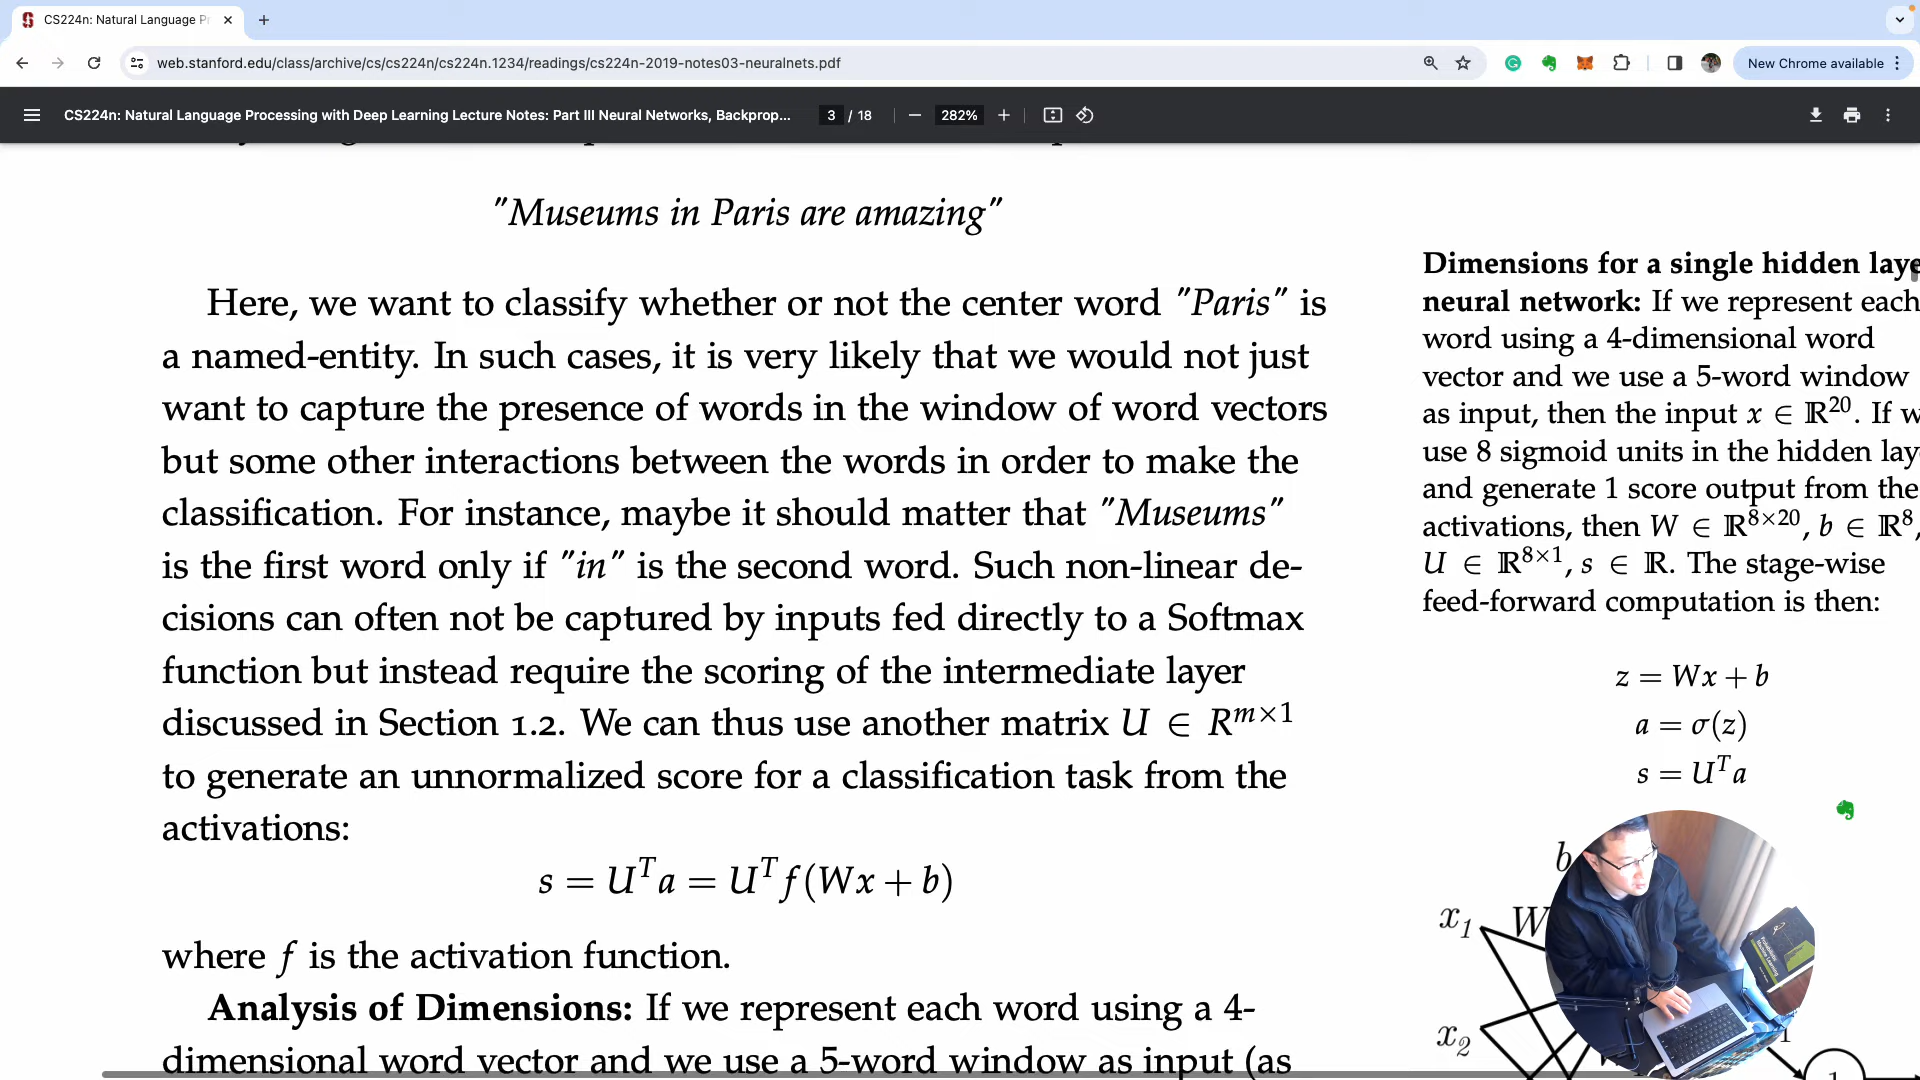 CS224n: Natural Language Pr
web.stanford.edu/class/archive/cs/cs224n/cs224n.1234/readings/cs224n-2019-notes03-neuralnets.pdf
New Chrome available
CS224n: Natural Language Processing with Deep Learning Lecture Notes: Part III Neural Networks, Backprop...
3 / 18
282%
"Museums in Paris are amazing"
Here, we want to classify whether or not the center word "Paris" is
a named-entity. In such cases, it is very likely that we would not just
want to capture the presence of words in the window of word vectors
but some other interactions between the words in order to make the
classification. For instance, maybe it should matter that "Museums"
is the first word only if "in" is the second word. Such non-linear de-
cisions can often not be captured by inputs fed directly to a Softmax
function but instead require the scoring of the intermediate layer
discussed in Section 1.2. We can thus use another matrix U ∈ R^{m×1}
to generate an unnormalized score for a classification task from the
activations:
s = U^T a = U^T f(Wx + b)
where f is the activation function.
Analysis of Dimensions: If we represent each word using a 4-
dimensional word vector and we use a 5-word window as input (as
Dimensions for a single hidden laye
neural network: If we represent each
word using a 4-dimensional word
vector and we use a 5-word window
as input, then the input x ∈ ℝ^{20}. If w
use 8 sigmoid units in the hidden lay
and generate 1 score output from the
activations, then W ∈ ℝ^{8×20}, b ∈ ℝ^8,
U ∈ ℝ^{8×1}, s ∈ ℝ. The stage-wise
feed-forward computation is then:
z = Wx + b
a = σ(z)
s = U^T a
b
x_1 W
x_2
1